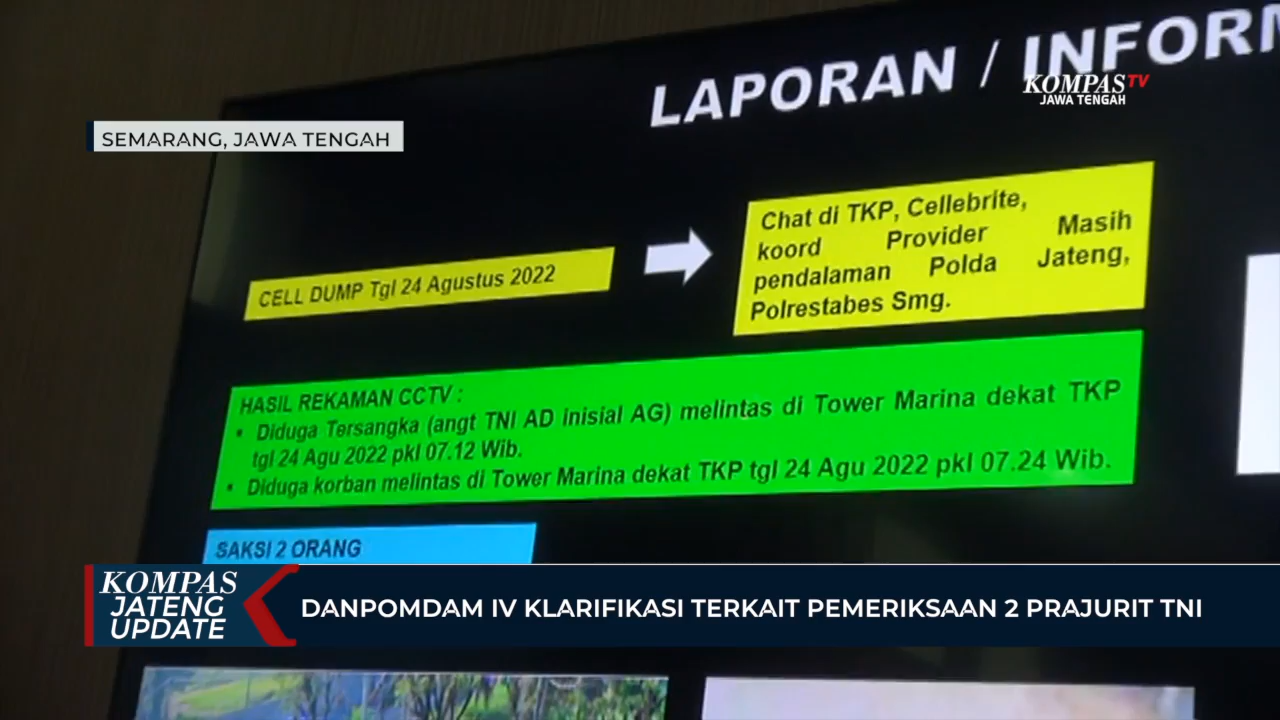 LAPORAN / INFORM
KOMPAS TV
JAWA TENGAH
SEMARANG, JAWA TENGAH
CELL DUMP Tgl 24 Agustus 2022
Chat di TKP, Cellebrite,
koord Provider Masih
pendalaman Polda Jateng,
Polrestabes Smg.
HASIL REKAMAN CCTV :
• Diduga Tersangka (angt TNI AD inisial AG) melintas di Tower Marina dekat TKP
tgl 24 Agu 2022 pkl 07.12 Wib.
• Diduga korban melintas di Tower Marina dekat TKP tgl 24 Agu 2022 pkl 07.24 Wib.
SAKSI 2 ORANG
KOMPAS
JATENG
UPDATE
DANPOMDAM IV KLARIFIKASI TERKAIT PEMERIKSAAN 2 PRAJURIT TNI